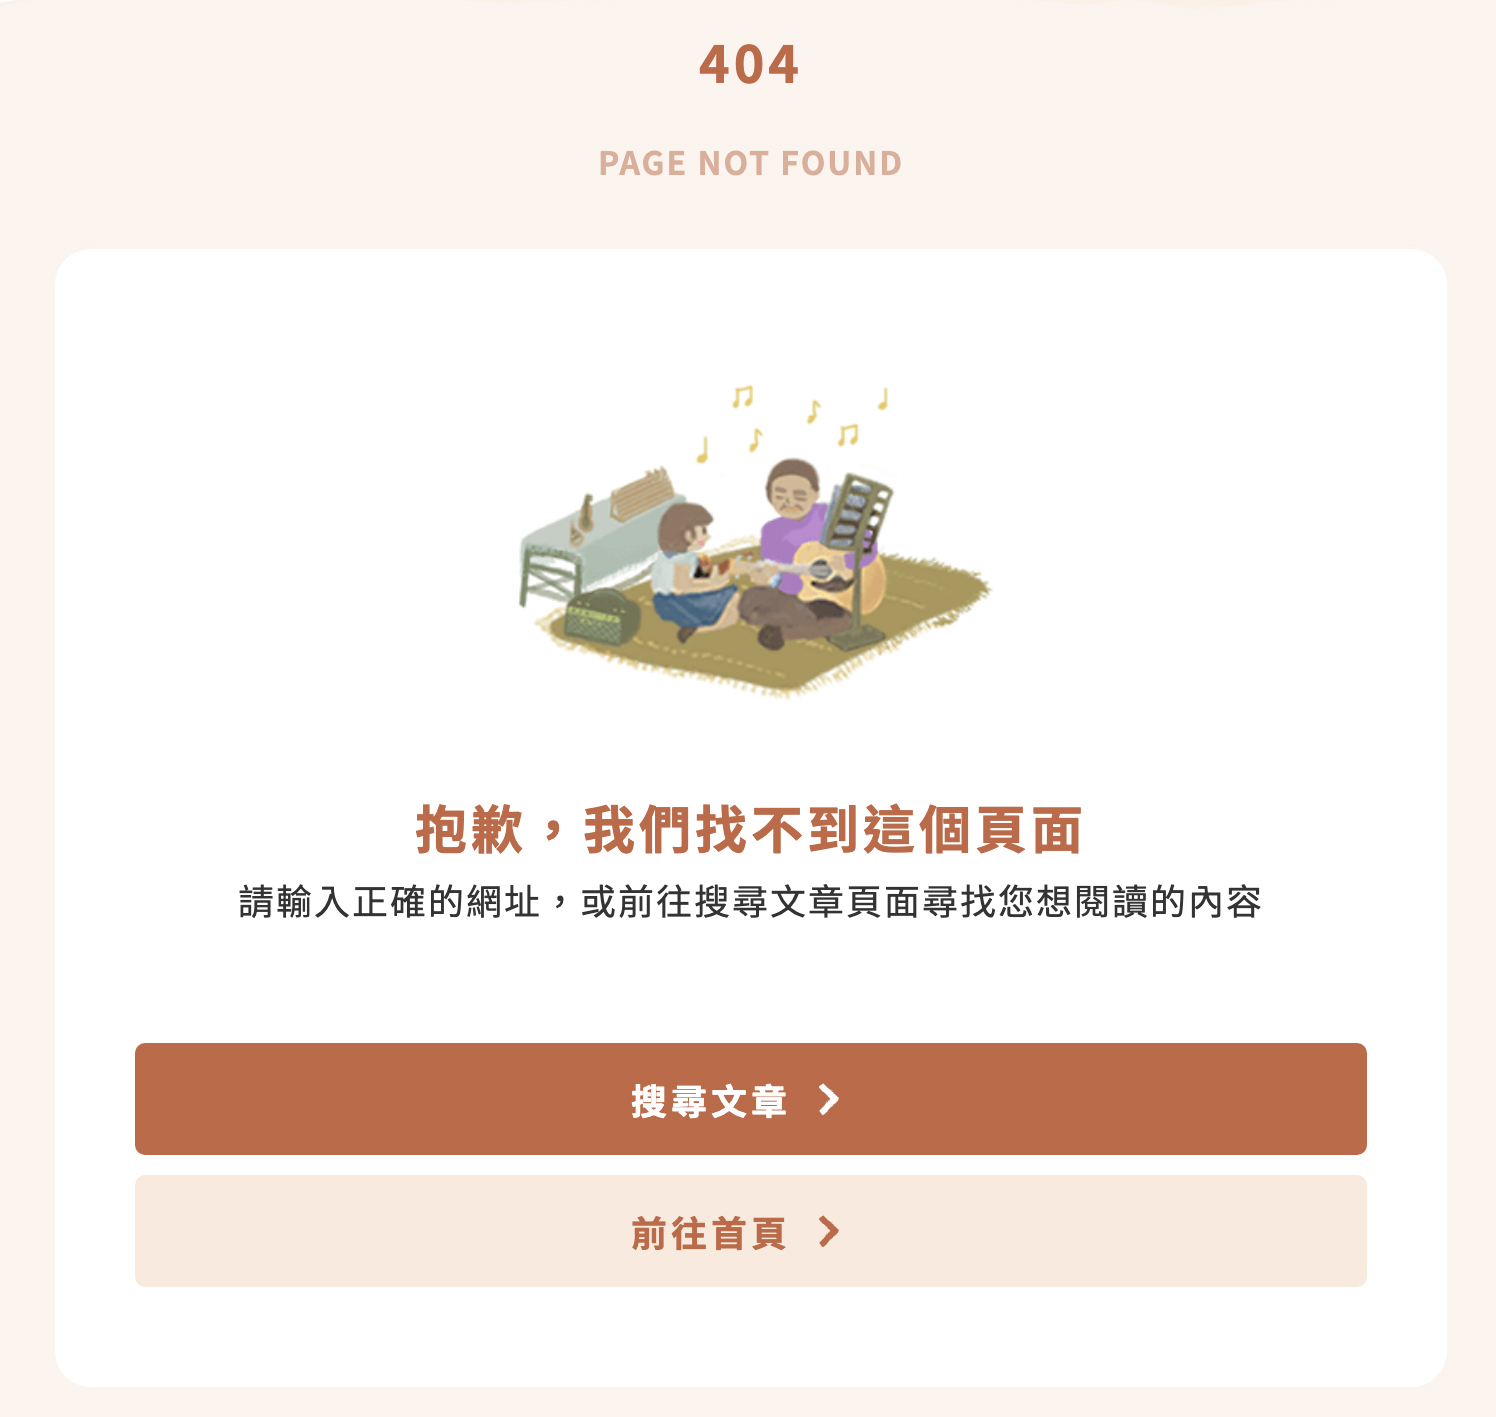 404
PAGE NOT FOUND
抱歉，我們找不到這個頁面
請輸入正確的網址，或前往搜尋文章頁面尋找您想閱讀的內容
搜尋文章
前往首頁